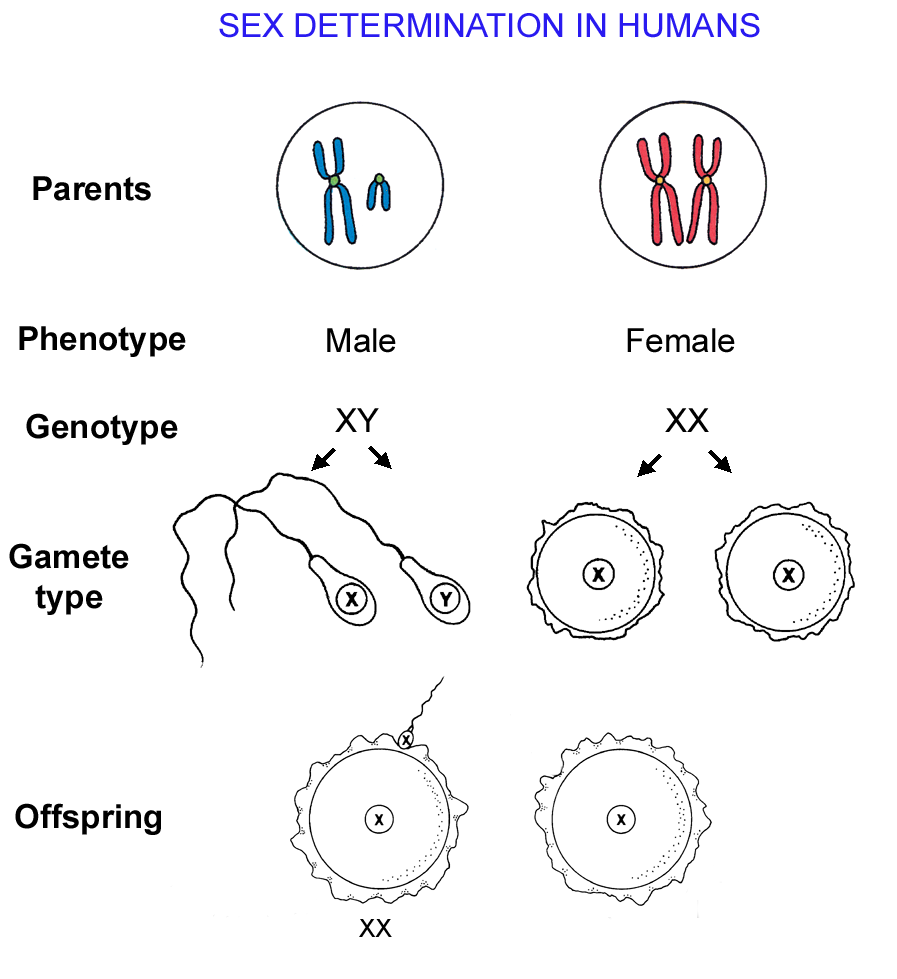 SEX DETERMINATION IN HUMANS
Parents
Phenotype
Male
Female
Genotype
XY
XX
Gamete
type
X
Y
X
X
X
Offspring
X
X
XX